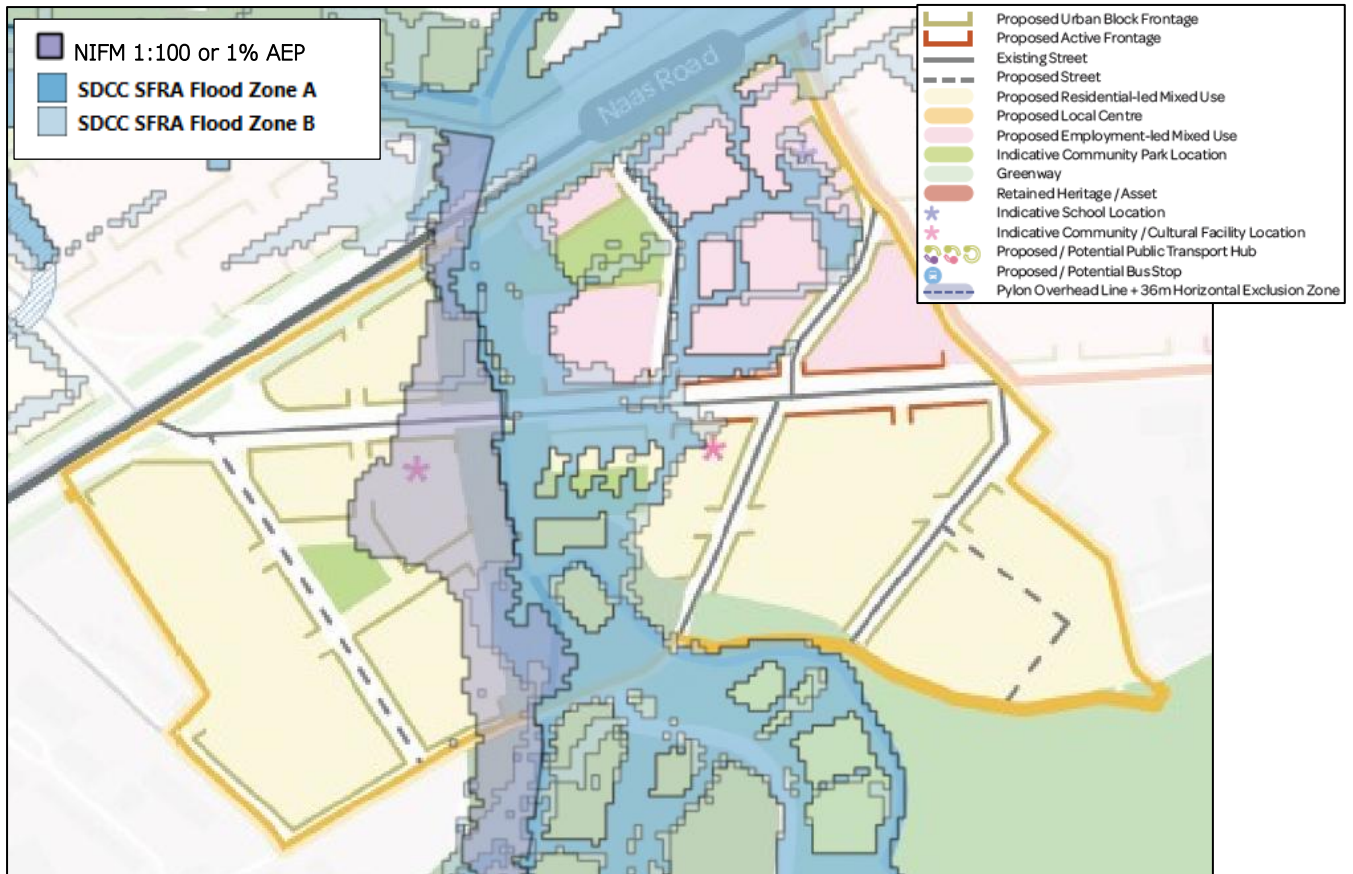 NIFM 1:100 or 1% AEP
SDCC SFRA Flood Zone A
SDCC SFRA Flood Zone B
Naas Road
Proposed Urban Block Frontage
Proposed Active Frontage
Existing Street
Proposed Street
Proposed Residential-led Mixed Use
Proposed Local Centre
Proposed Employment-led Mixed Use
Indicative Community Park Location
Greenway
Retained Heritage / Asset
Indicative School Location
Indicative Community / Cultural Facility Location
Proposed / Potential Public Transport Hub
Proposed / Potential Bus Stop
Pylon Overhead Line + 36m Horizontal Exclusion Zone